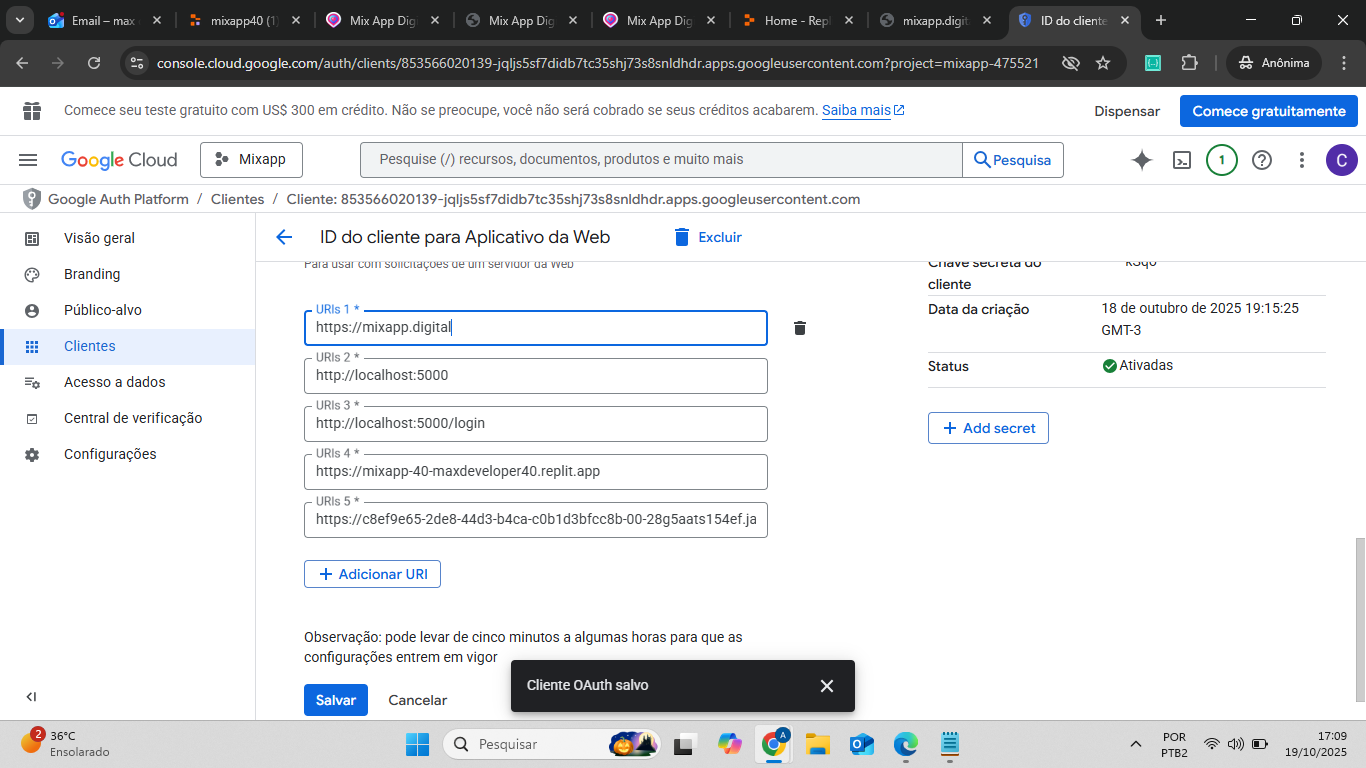 Email – max
mixapp40 (1)
Mix App Dig
Mix App Dig
Mix App Dig
Home - Repl
mixapp.digit
ID do cliente
console.cloud.google.com/auth/clients/853566020139-jqljs5sf7didb7tc35shj73s8snldhdr.apps.googleusercontent.com?project=mixapp-475521
Anônima
Comece seu teste gratuito com US$ 300 em crédito. Não se preocupe, você não será cobrado se seus créditos acabarem. Saiba mais
Dispensar
Comece gratuitamente
Google Cloud
Mixapp
Pesquise (/) recursos, documentos, produtos e muito mais
Pesquisa
1
C
Google Auth Platform / Clientes / Cliente: 853566020139-jqljs5sf7didb7tc35shj73s8snldhdr.apps.googleusercontent.com
Visão geral
Branding
Público-alvo
Clientes
Acesso a dados
Central de verificação
Configurações
ID do cliente para Aplicativo da Web
Excluir
Para usar com solicitações de um servidor da Web
URIs 1 *
https://mixapp.digital
URIs 2 *
http://localhost:5000
URIs 3 *
http://localhost:5000/login
URIs 4 *
https://mixapp-40-maxdeveloper40.replit.app
URIs 5 *
https://c8ef9e65-2de8-44d3-b4ca-c0b1d3bfcc8b-00-28g5aats154ef.ja
Adicionar URI
Observação: pode levar de cinco minutos a algumas horas para que as
configurações entrem em vigor
Salvar
Cancelar
Cliente OAuth salvo
Chave secreta do
cliente
Data da criação
18 de outubro de 2025 19:15:25
GMT-3
Status
Ativadas
Add secret
2
36°C
Ensolarado
Pesquisar
A
POR
PTB2
17:09
19/10/2025